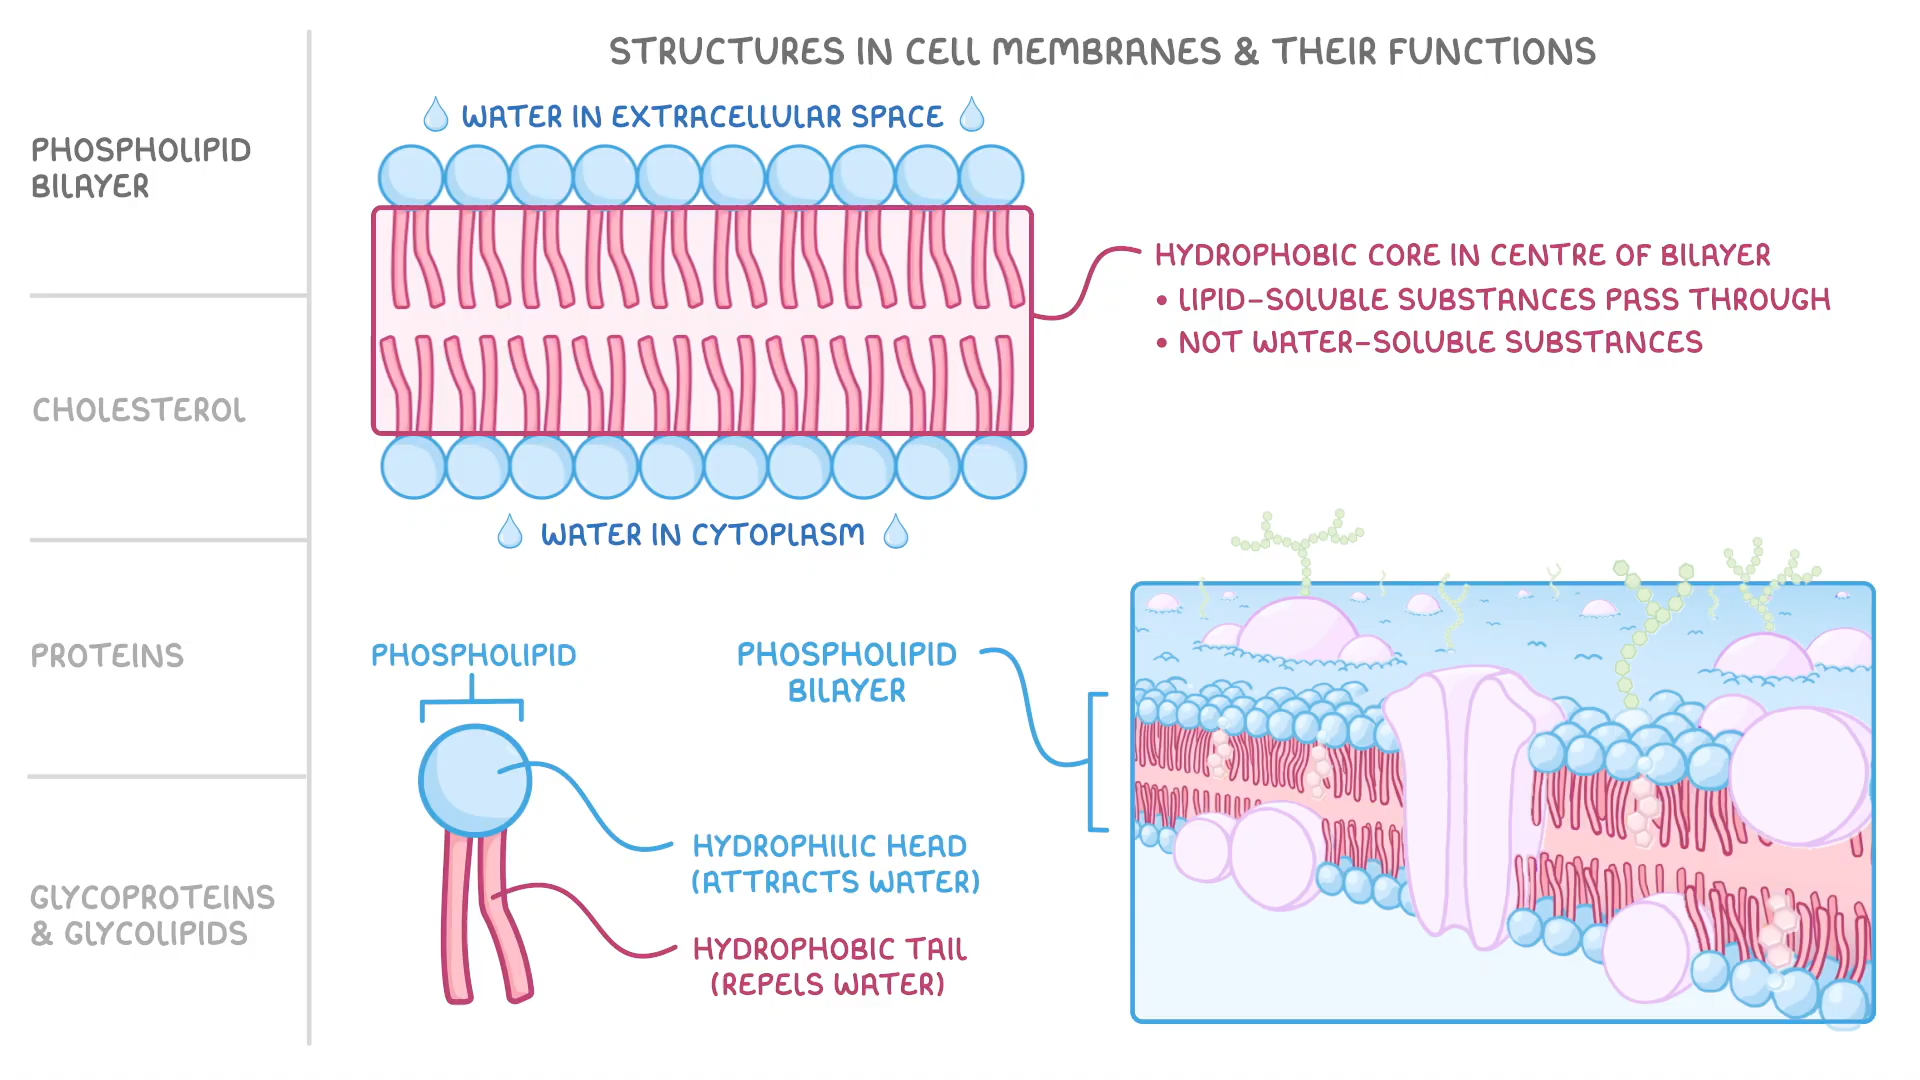 STRUCTURES IN CELL MEMBRANES & THEIR FUNCTIONS
PHOSPHOLIPID
BILAYER
CHOLESTEROL
PROTEINS
GLYCOPROTEINS
& GLYCOLIPIDS
WATER IN EXTRACELLULAR SPACE
HYDROPHOBIC CORE IN CENTRE OF BILAYER
• LIPID-SOLUBLE SUBSTANCES PASS THROUGH
• NOT WATER-SOLUBLE SUBSTANCES
WATER IN CYTOPLASM
PHOSPHOLIPID
HYDROPHILIC HEAD
(ATTRACTS WATER)
HYDROPHOBIC TAIL
(REPELS WATER)
PHOSPHOLIPID
BILAYER